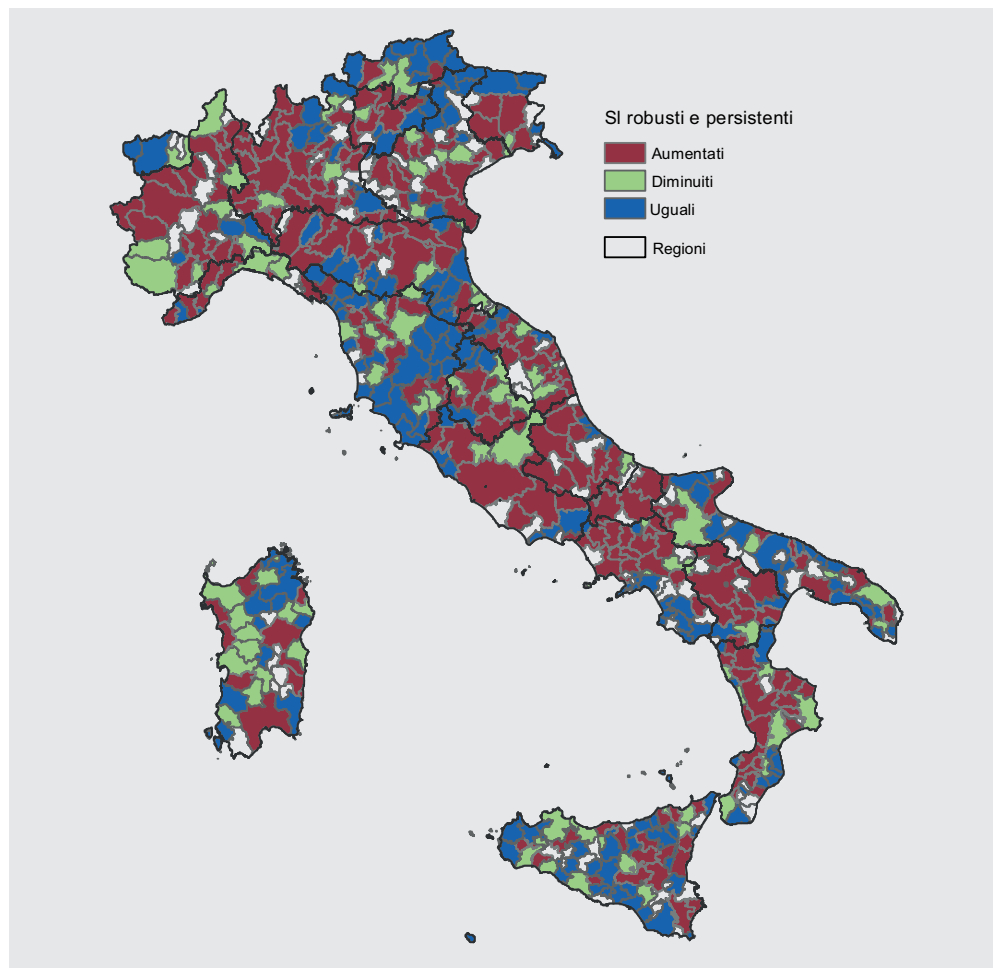 Sl robusti e persistenti
Aumentati
Diminuiti
Uguali
Regioni